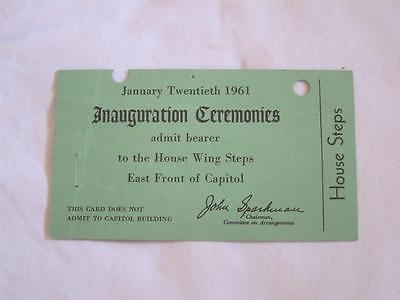 January Twentieth 1961
Inauguration Ceremonies
admit bearer
to the House Wing Steps
East Front of Capitol
THIS CARD DOES NOT
ADMIT TO CAPITOL BUILDING
John Sparkman
Chairman,
Committee on Arrangements
House Steps